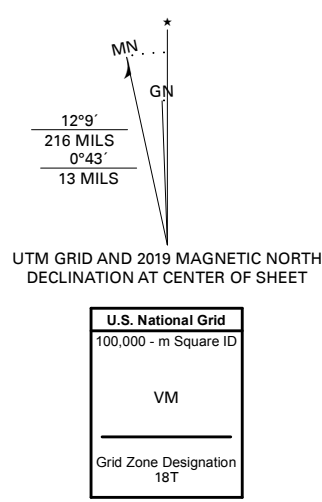 ★
MN
GN
12°9´
216 MILS
0°43´
13 MILS
UTM GRID AND 2019 MAGNETIC NORTH
DECLINATION AT CENTER OF SHEET
U.S. National Grid
100,000 - m Square ID
VM
Grid Zone Designation
18T